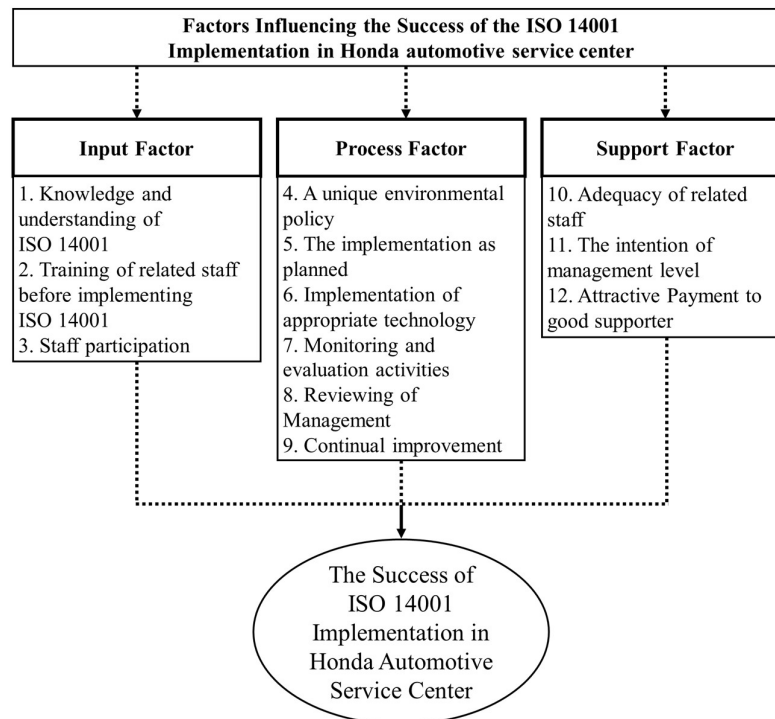 Factors Influencing the Success of the ISO 14001
Implementation in Honda automotive service center
Input Factor
1. Knowledge and
understanding of
ISO 14001
2. Training of related staff
before implementing
ISO 14001
3. Staff participation
Process Factor
4. A unique environmental
policy
5. The implementation as
planned
6. Implementation of
appropriate technology
7. Monitoring and
evaluation activities
8. Reviewing of
Management
9. Continual improvement
Support Factor
10. Adequacy of related
staff
11. The intention of
management level
12. Attractive Payment to
good supporter
The Success of
ISO 14001
Implementation in
Honda Automotive
Service Center